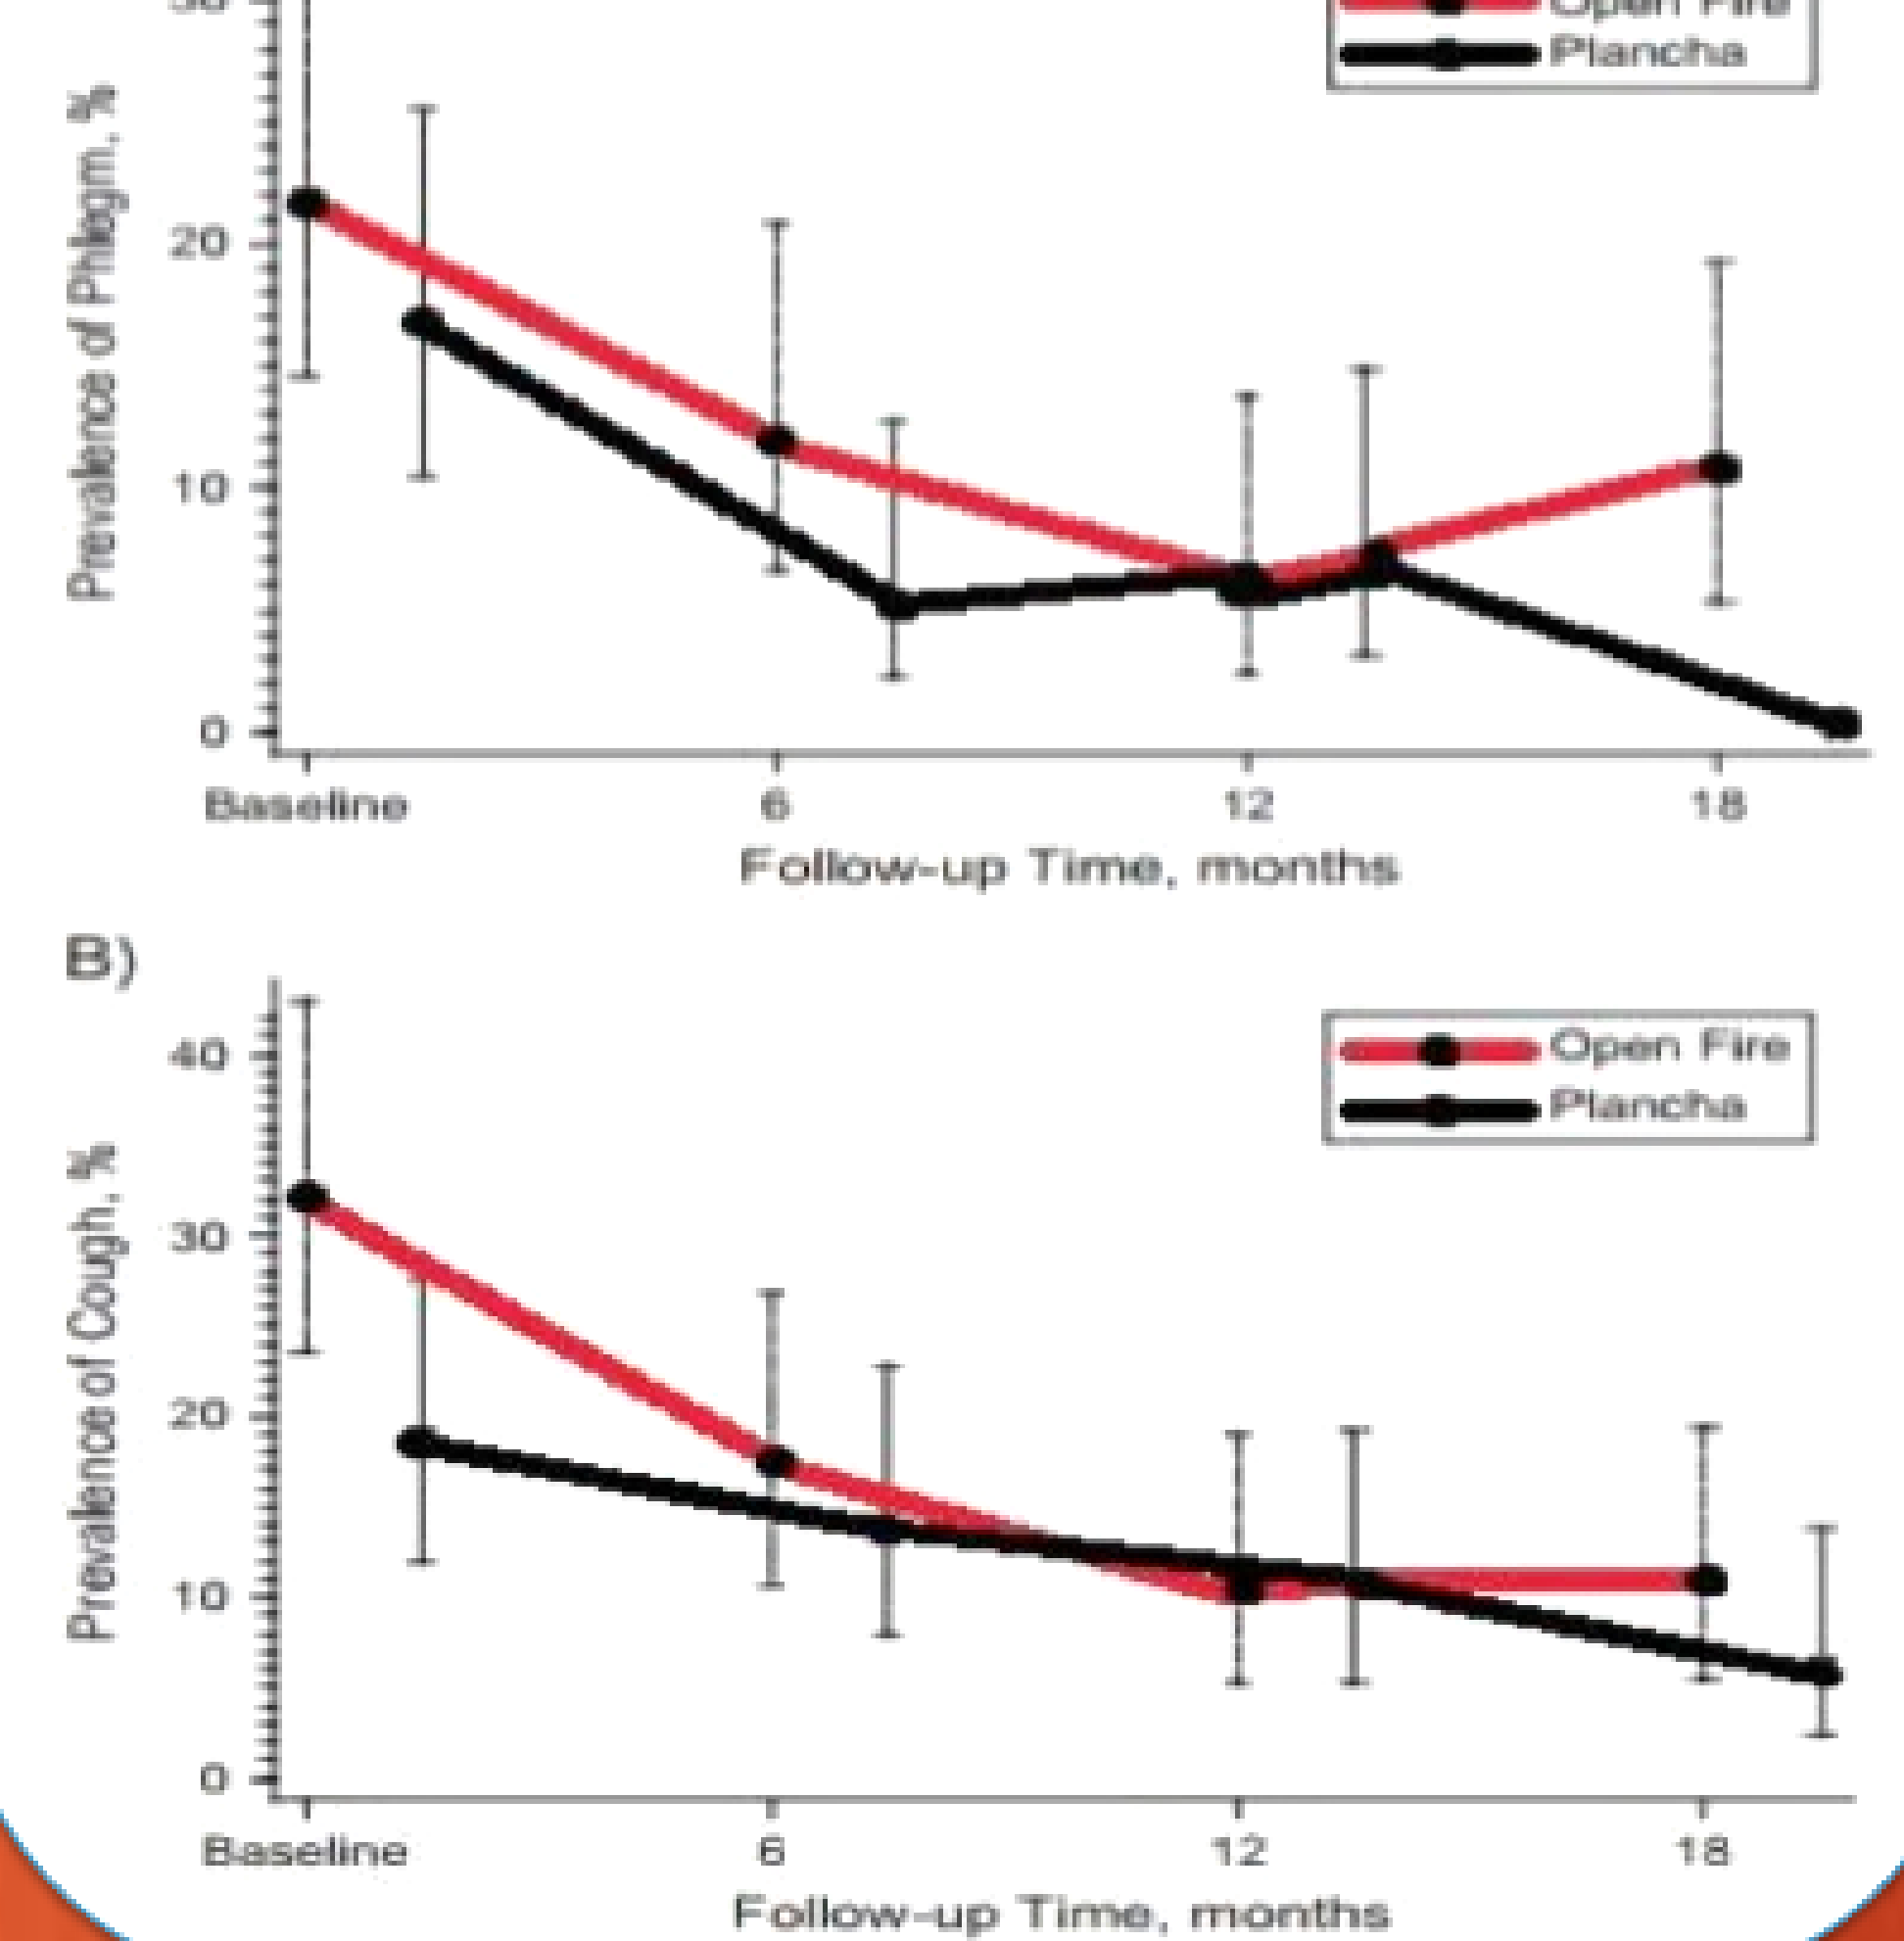 Open Fire
Plancha
Prevalence of Phlegm, %
20
10
0
Baseline 6 12 18
Follow-up Time, months
B)
Open Fire
Plancha
Prevalence of Cough, %
40
30
20
10
0
Baseline 6 12 18
Follow-up Time, months